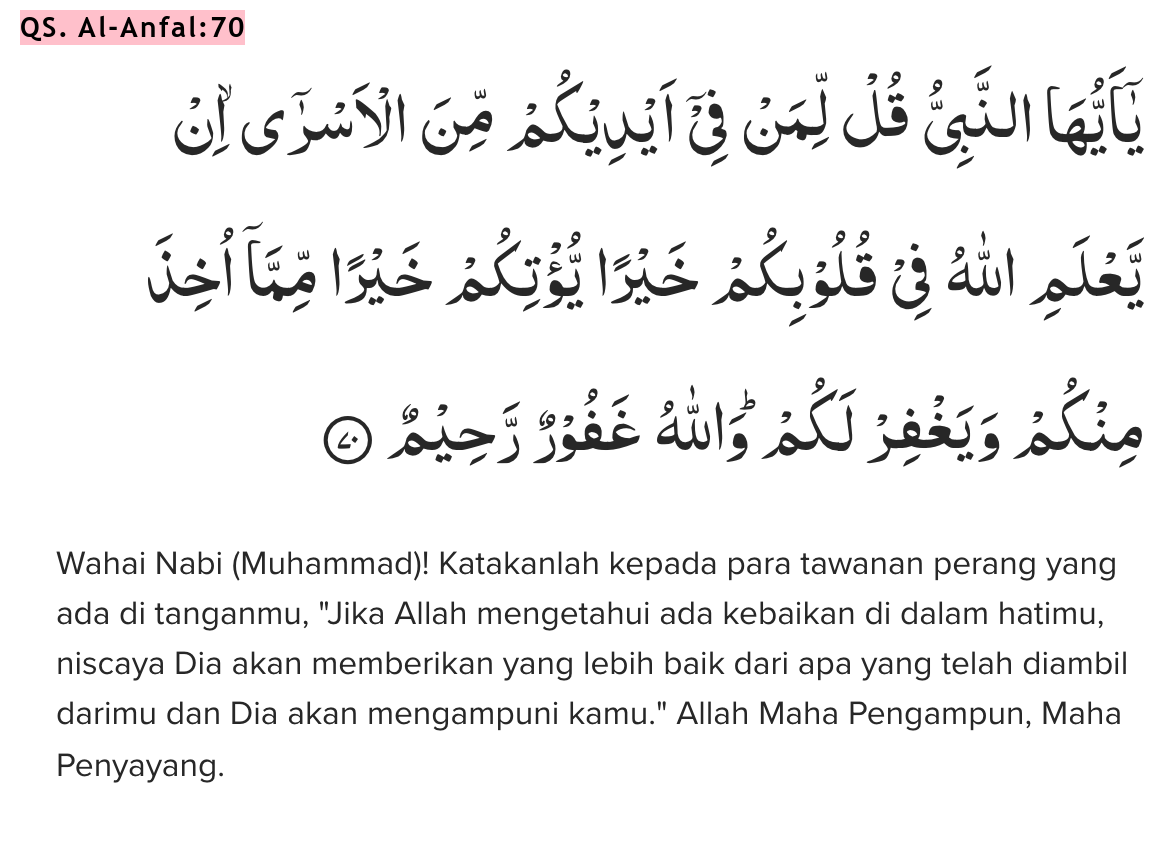 QS. Al-Anfal:70
يٰٓاَيُّهَا النَّبِيُّ قُلْ لِّمَنْ فِيْٓ اَيْدِيْكُمْ مِّنَ الْاَسْرٰٓىۙ اِنْ
يَّعْلَمِ اللّٰهُ فِيْ قُلُوْبِكُمْ خَيْرًا يُّؤْتِكُمْ خَيْرًا مِّمَّآ اُخِذَ
مِنْكُمْ وَيَغْفِرْ لَكُمْۗ وَاللّٰهُ غَفُوْرٌ رَّحِيْمٌ ٧٠
Wahai Nabi (Muhammad)! Katakanlah kepada para tawanan perang yang
ada di tanganmu, "Jika Allah mengetahui ada kebaikan di dalam hatimu,
niscaya Dia akan memberikan yang lebih baik dari apa yang telah diambil
darimu dan Dia akan mengampuni kamu." Allah Maha Pengampun, Maha
Penyayang.